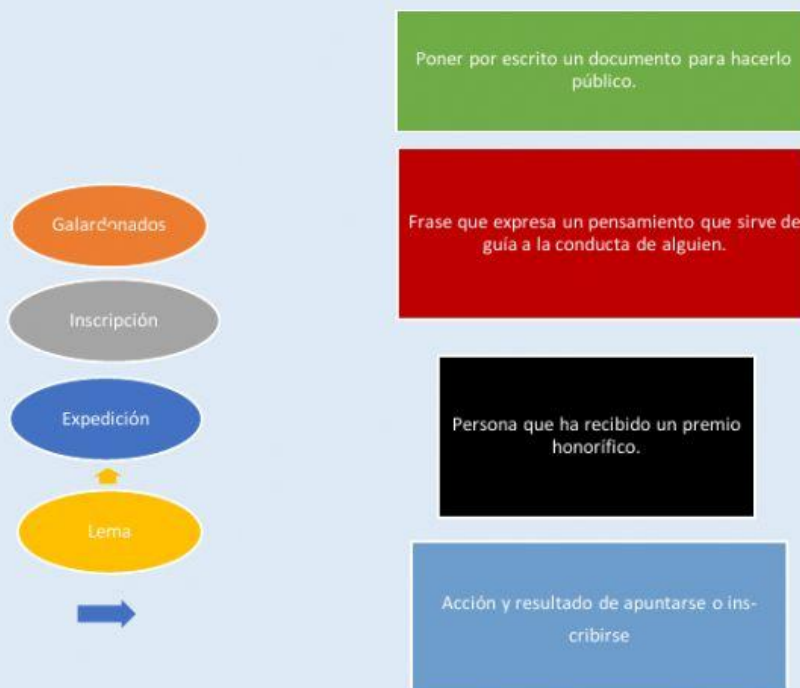 Poner por escrito un documento para hacerlo
público.
Galardonados
Frase que expresa un pensamiento que sirve de
guía a la conducta de alguien.
Inscripción
Expedición
Persona que ha recibido un premio
honorífico.
Lema
Acción y resultado de apuntarse o ins-
cribirse